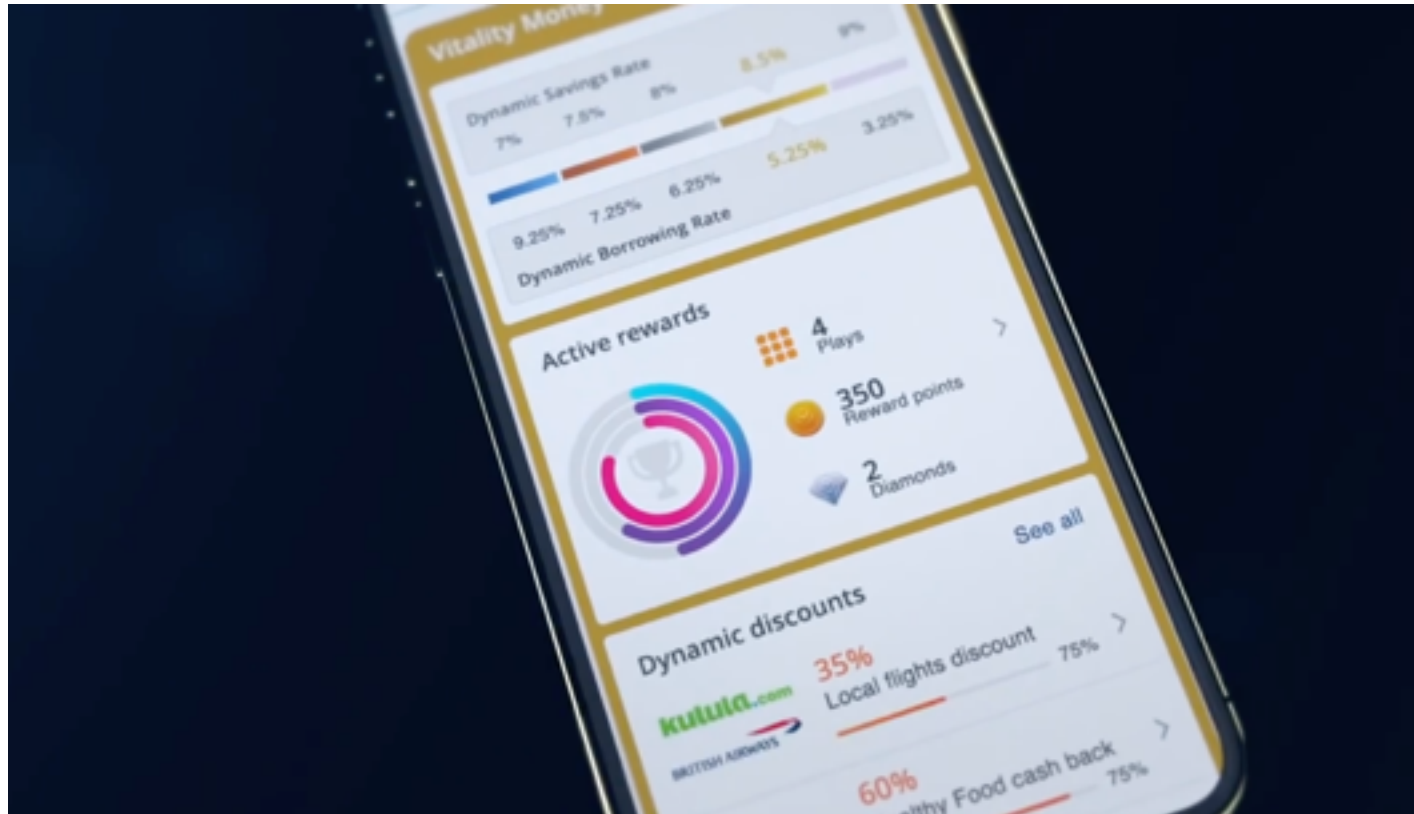 Vitality Money
Dynamic Savings Rate
7% 7.5% 8% 8.5% 9%
9.25% 7.25% 6.25% 5.25% 3.25%
Dynamic Borrowing Rate
Active rewards
4
Plays
350
Reward points
2
Diamonds
See all
Dynamic discounts
kulula.com
BRITISH AIRWAYS
35%
Local flights discount
75%
60%
Food cash back
75%